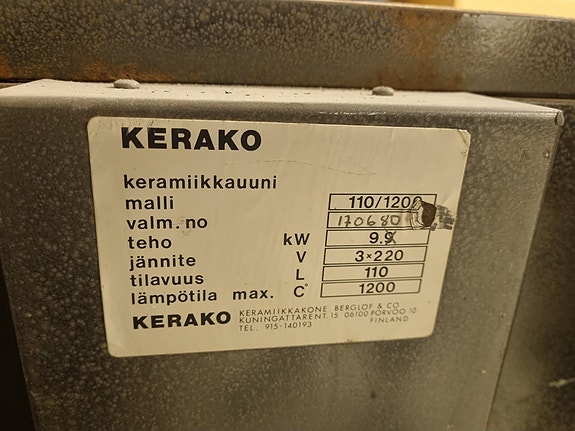 KERAKO
keramiikkauuni
malli 110/1200
valm.no 170680
teho kW 9.9
jännite V 3×220
tilavuus L 110
lämpötila max. C° 1200
KERAKO KERAMIIKKAKONE BERGLÖF & CO
KUNINGATTARENT. 15 06100 PORVOO 10
TEL. 915-140193 FINLAND